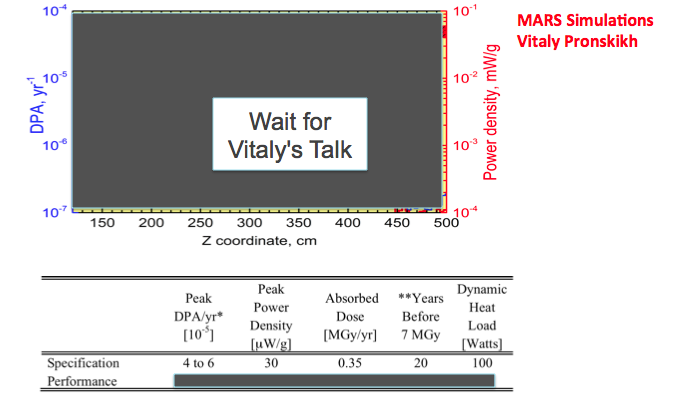 MARS Simulations
Vitaly Pronskikh
10⁻⁴
10⁻⁵
10⁻⁶
10⁻⁷
DPA, yr⁻¹
Wait for
Vitaly's Talk
10⁻¹
10⁻²
10⁻³
10⁻⁴
Power density, mW/g
150 200 250 300 350 400 450 500
Z coordinate, cm
Peak DPA/yr* [10⁻⁵] Peak Power Density [µW/g] Absorbed Dose [MGy/yr] **Years Before 7 MGy Dynamic Heat Load [Watts]
Specification 4 to 6 30 0.35 20 100
Performance